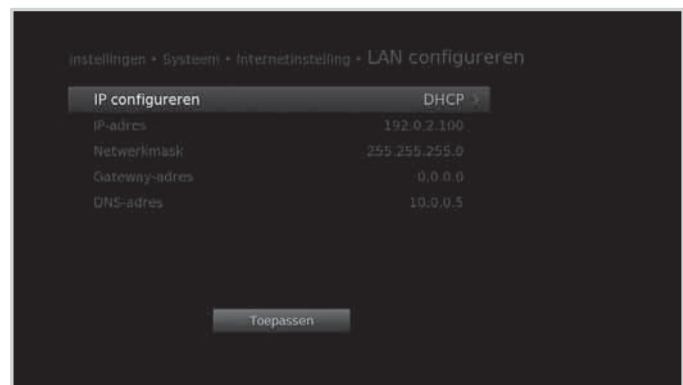 instellingen • Systeem • Internetinstelling • LAN configureren
IP configureren DHCP
IP-adres 192.0.2.100
Netwerkmask 255.255.255.0
Gateway-adres 0.0.0.0
DNS-adres 10.0.0.5
Toepassen